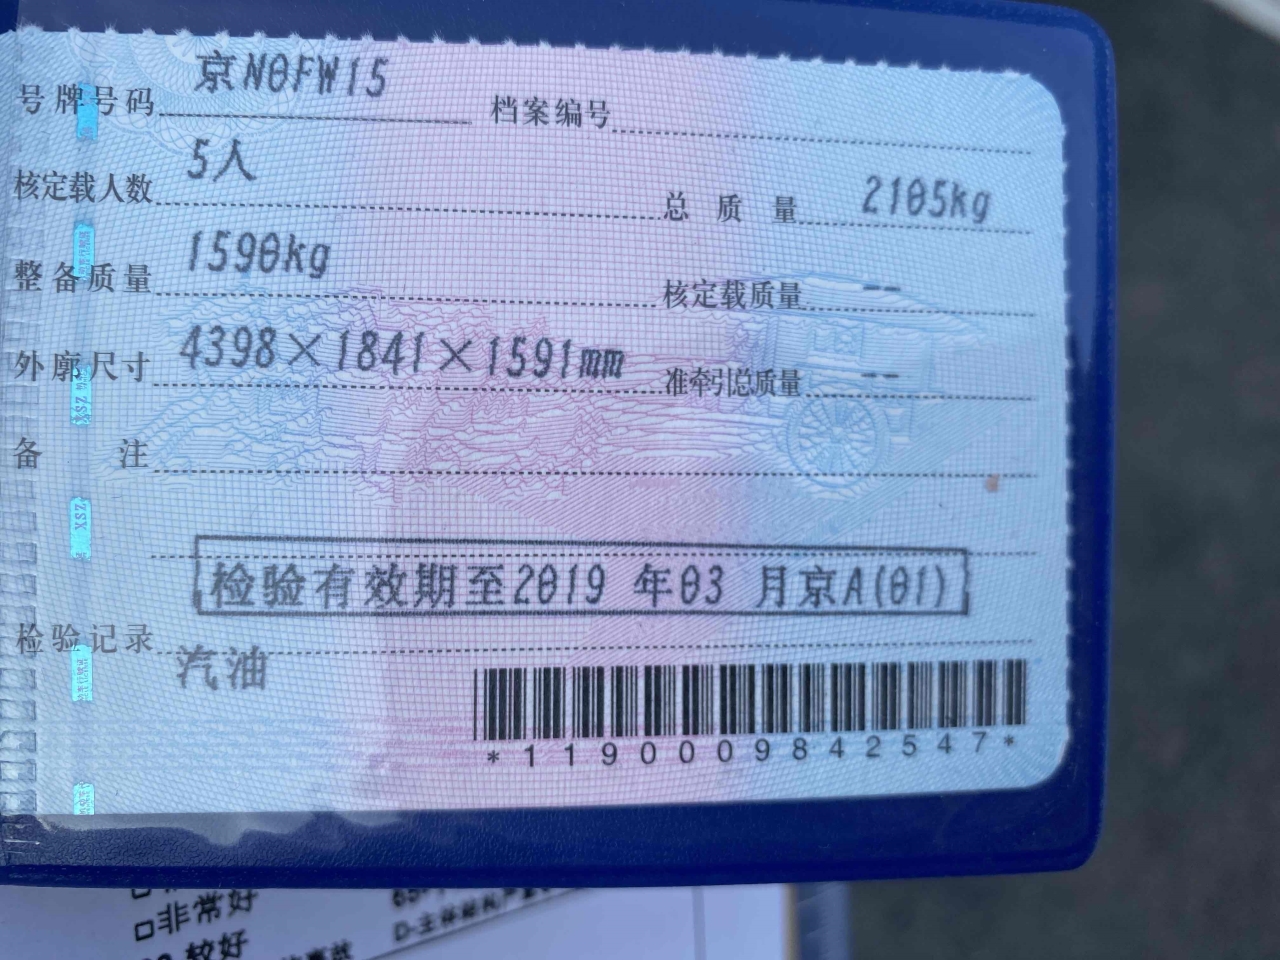 号牌号码 京N0FW15 档案编号
核定载人数 5人 总质量 2105kg
整备质量 1590kg 核定载质量 --
外廓尺寸 4398×1841×1591mm 准牵引总质量 --
备注
检验有效期至2019 年03 月京A(01)
检验记录
汽油
*1190009842547*
□非常好
较好